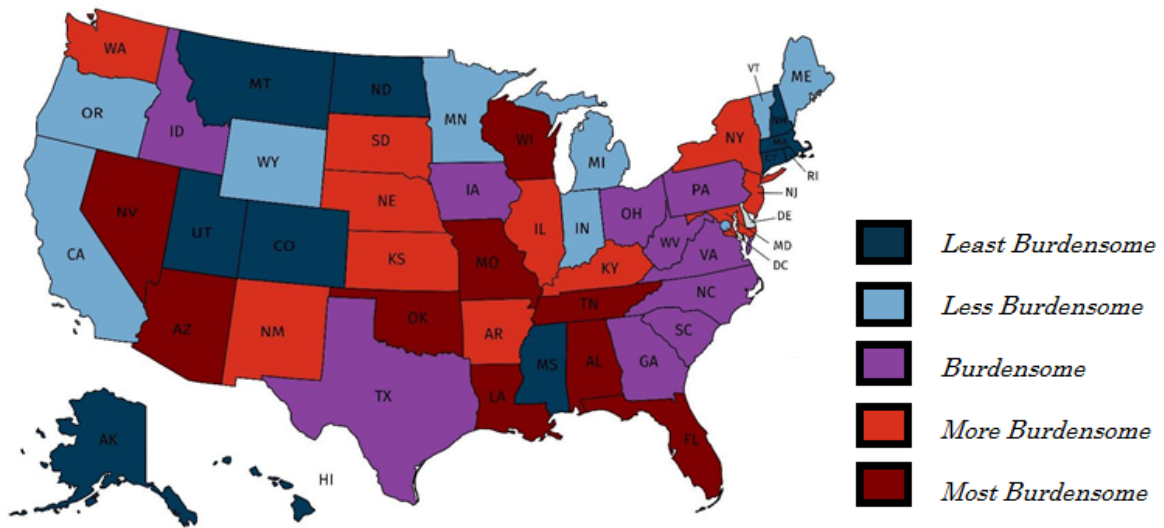 WA
MT
ND
MN
VT
ME
OR
ID
SD
WI
NH
NY
MA
WY
MI
CT
RI
IA
PA
NJ
NE
NV
OH
DE
UT
IL
IN
CO
WV
MD
CA
KS
MO
VA
DC
KY
NC
TN
AZ
NM
OK
AR
SC
MS
AL
GA
TX
LA
AK
FL
HI
Least Burdensome
Less Burdensome
Burdensome
More Burdensome
Most Burdensome